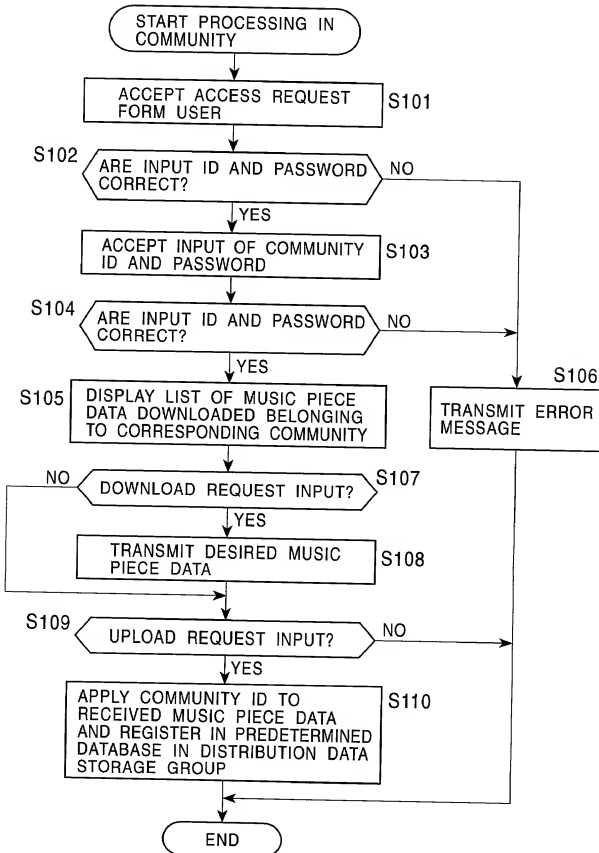 START PROCESSING IN
COMMUNITY
ACCEPT ACCESS REQUEST
FORM USER
S101
S102
ARE INPUT ID AND PASSWORD
CORRECT?
NO
YES
ACCEPT INPUT OF COMMUNITY
ID AND PASSWORD
S103
S104
ARE INPUT ID AND PASSWORD
CORRECT?
NO
YES
S105
DISPLAY LIST OF MUSIC PIECE
DATA DOWNLOADED BELONGING
TO CORRESPONDING COMMUNITY
S106
TRANSMIT ERROR
MESSAGE
NO
DOWNLOAD REQUEST INPUT?
S107
YES
TRANSMIT DESIRED MUSIC
PIECE DATA
S108
S109
UPLOAD REQUEST INPUT?
NO
YES
APPLY COMMUNITY ID TO
RECEIVED MUSIC PIECE DATA
AND REGISTER IN PREDETERMINED
DATABASE IN DISTRIBUTION DATA
STORAGE GROUP
S110
END